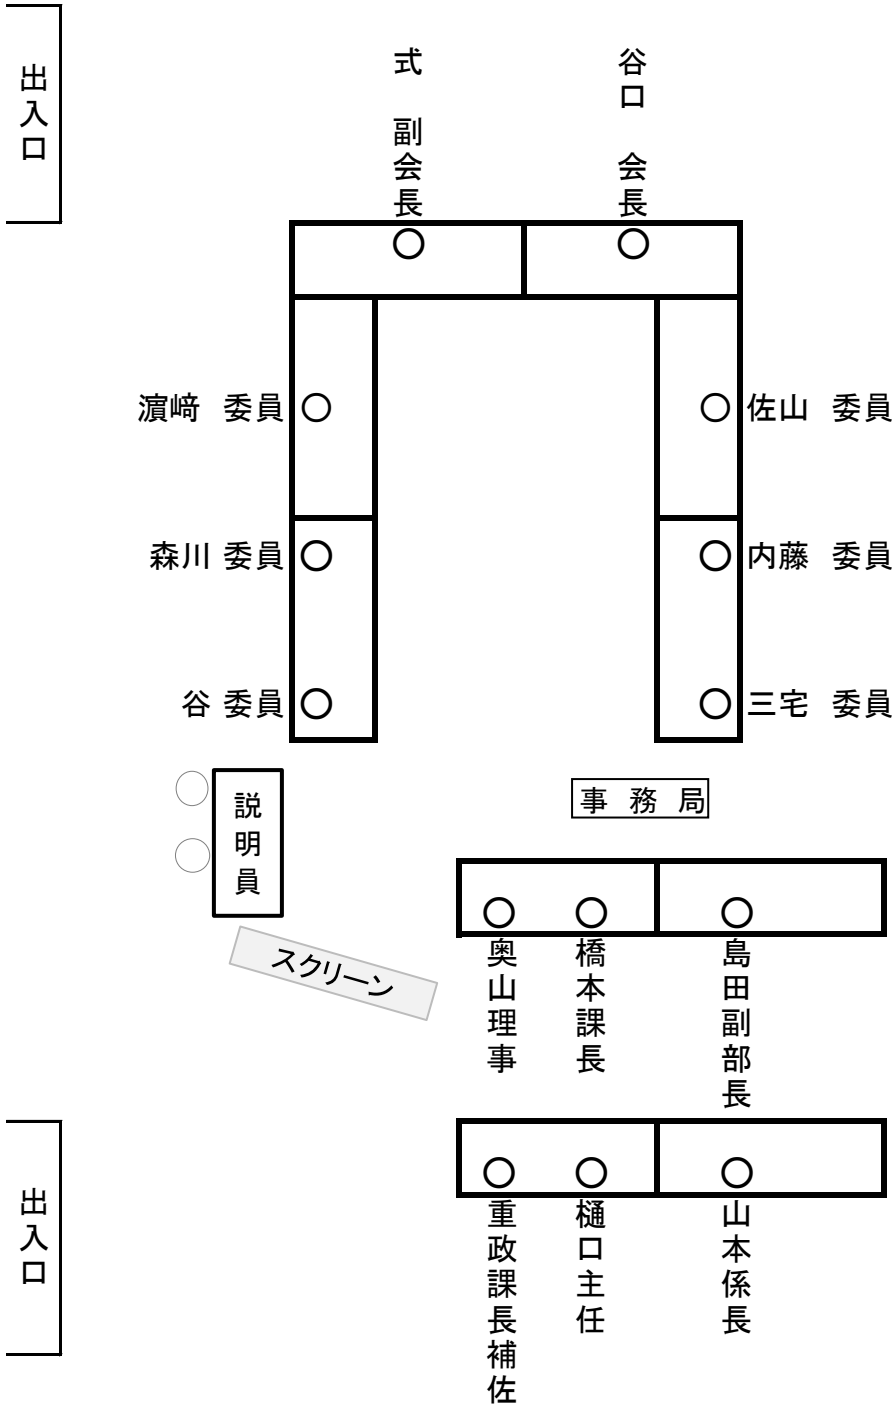 出入口
式 副会長
谷口 会長
濵﨑 委員
佐山 委員
森川 委員
内藤 委員
谷 委員
三宅 委員
説明員
事務局
スクリーン
奥山理事
橋本課長
島田副部長
出入口
重政課長補佐
樋口主任
山本係長